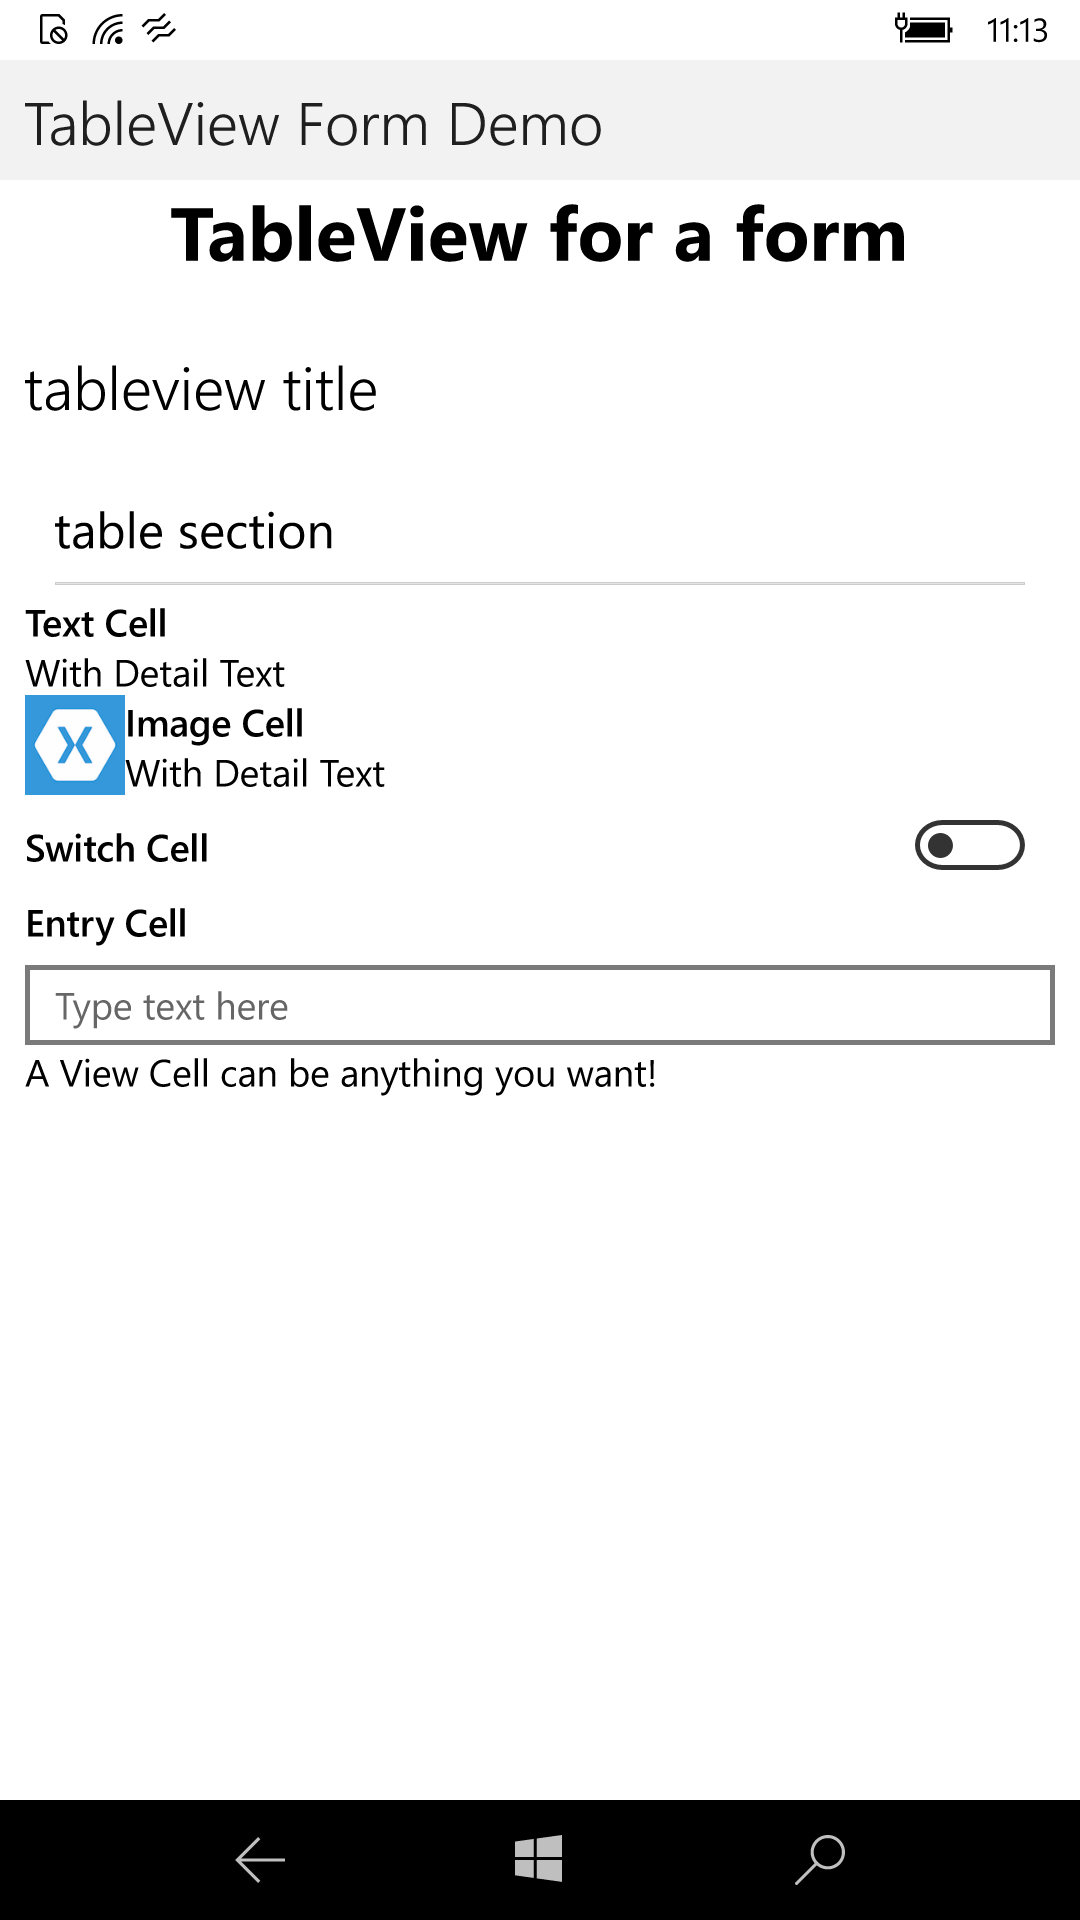 11:13
TableView Form Demo
TableView for a form
tableview title
table section
Text Cell
With Detail Text
Image Cell
With Detail Text
Switch Cell
Entry Cell
Type text here
A View Cell can be anything you want!